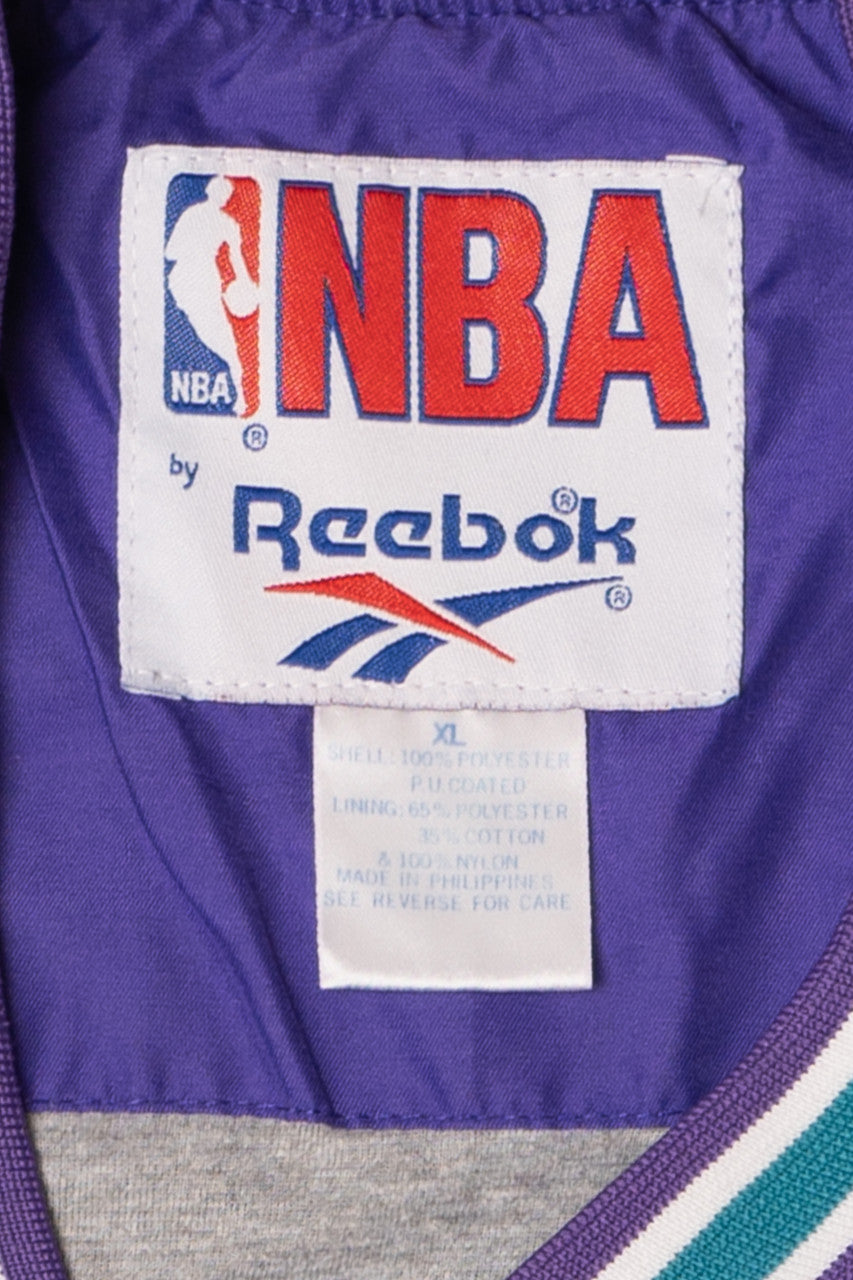 NBA
NBA
®
by
Reebok®
®
XL
SHELL: 100% POLYESTER
P.U.COATED
LINING: 65% POLYESTER
35% COTTON
& 100% NYLON
MADE IN PHILIPPINES
SEE REVERSE FOR CARE